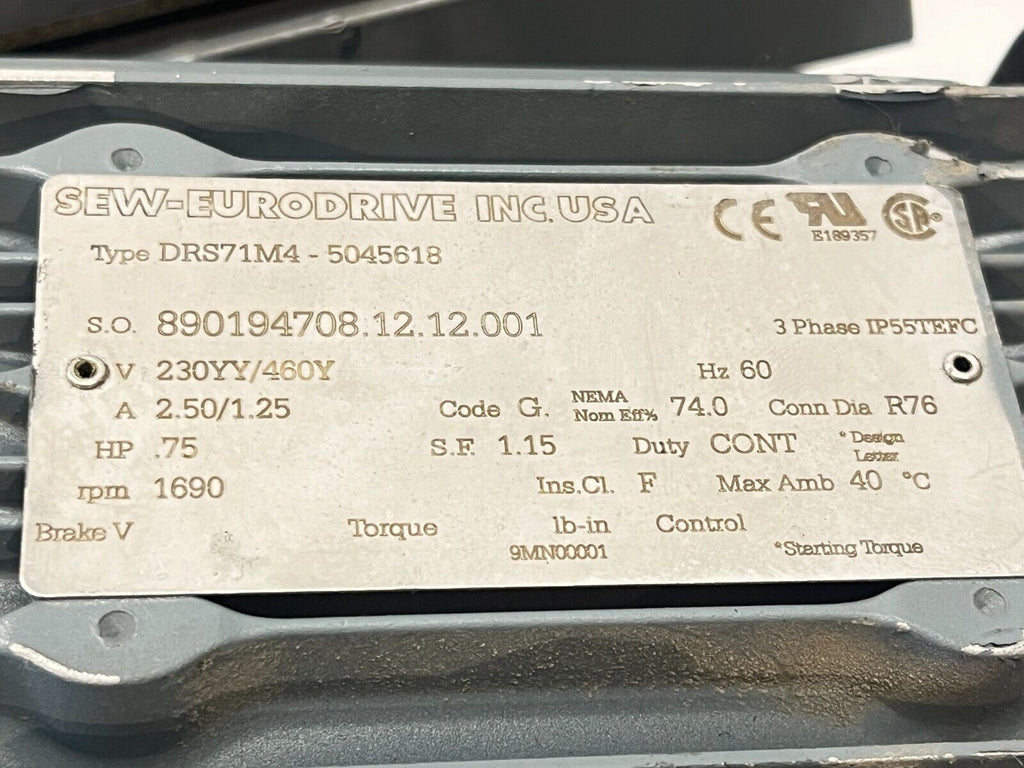 SEW-EURODRIVE INC. USA
CE RU SA
E189357
Type DRS71M4 - 5045618
S.O. 890194708.12.12.001
3 Phase IP55TEFC
V 230YY/460Y Hz 60
A 2.50/1.25 Code G. NEMA Nom Eff% 74.0 Conn Dia R76
HP .75 S.F. 1.15 Duty CONT *Design Letter
rpm 1690 Ins.Cl. F Max Amb 40 °C
Brake V Torque lb-in Control
9MN00001 *Starting Torque